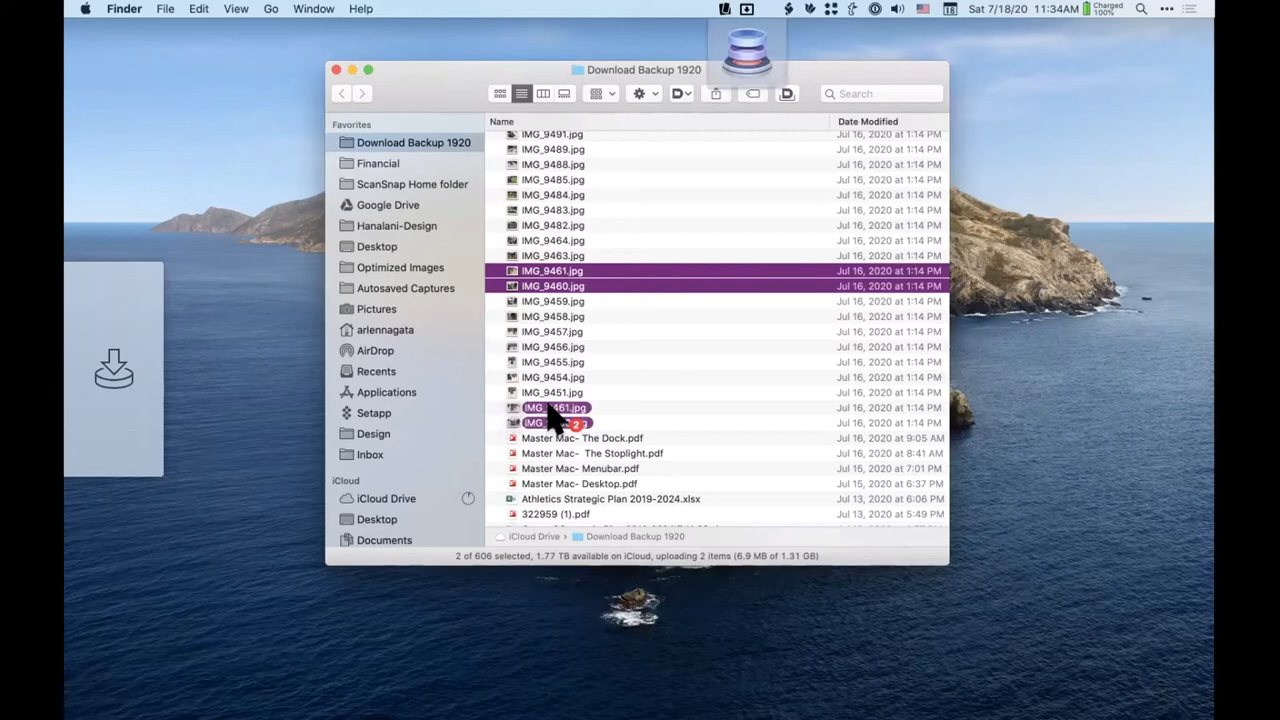 Finder File Edit View Go Window Help
18 Sat 7/18/20 11:34AM Charged 100%
Download Backup 1920
Search
Favorites
Download Backup 1920
Financial
ScanSnap Home folder
Google Drive
Hanalani-Design
Desktop
Optimized Images
Autosaved Captures
Pictures
arlennagata
AirDrop
Recents
Applications
Setapp
Design
Inbox
iCloud
iCloud Drive
Desktop
Documents
Name Date Modified
IMG_9491.jpg Jul 16, 2020 at 1:14 PM
IMG_9489.jpg Jul 16, 2020 at 1:14 PM
IMG_9488.jpg Jul 16, 2020 at 1:14 PM
IMG_9485.jpg Jul 16, 2020 at 1:14 PM
IMG_9484.jpg Jul 16, 2020 at 1:14 PM
IMG_9483.jpg Jul 16, 2020 at 1:14 PM
IMG_9482.jpg Jul 16, 2020 at 1:14 PM
IMG_9464.jpg Jul 16, 2020 at 1:14 PM
IMG_9463.jpg Jul 16, 2020 at 1:14 PM
IMG_9461.jpg Jul 16, 2020 at 1:14 PM
IMG_9460.jpg Jul 16, 2020 at 1:14 PM
IMG_9459.jpg Jul 16, 2020 at 1:14 PM
IMG_9458.jpg Jul 16, 2020 at 1:14 PM
IMG_9457.jpg Jul 16, 2020 at 1:14 PM
IMG_9456.jpg Jul 16, 2020 at 1:14 PM
IMG_9455.jpg Jul 16, 2020 at 1:14 PM
IMG_9454.jpg Jul 16, 2020 at 1:14 PM
IMG_9451.jpg Jul 16, 2020 at 1:14 PM
Jul 16, 2020 at 1:14 PM
2 Jul 16, 2020 at 1:14 PM
Master Mac- The Dock.pdf Jul 16, 2020 at 9:05 AM
Master Mac- The Stoplight.pdf Jul 16, 2020 at 8:41 AM
Master Mac- Menubar.pdf Jul 15, 2020 at 7:01 PM
Master Mac- Desktop.pdf Jul 15, 2020 at 6:37 PM
Athletics Strategic Plan 2019-2024.xlsx Jul 13, 2020 at 6:06 PM
322959 (1).pdf Jul 13, 2020 at 5:49 PM
iCloud Drive › Download Backup 1920
2 of 606 selected, 1.77 TB available on iCloud, uploading 2 items (6.9 MB of 1.31 GB)